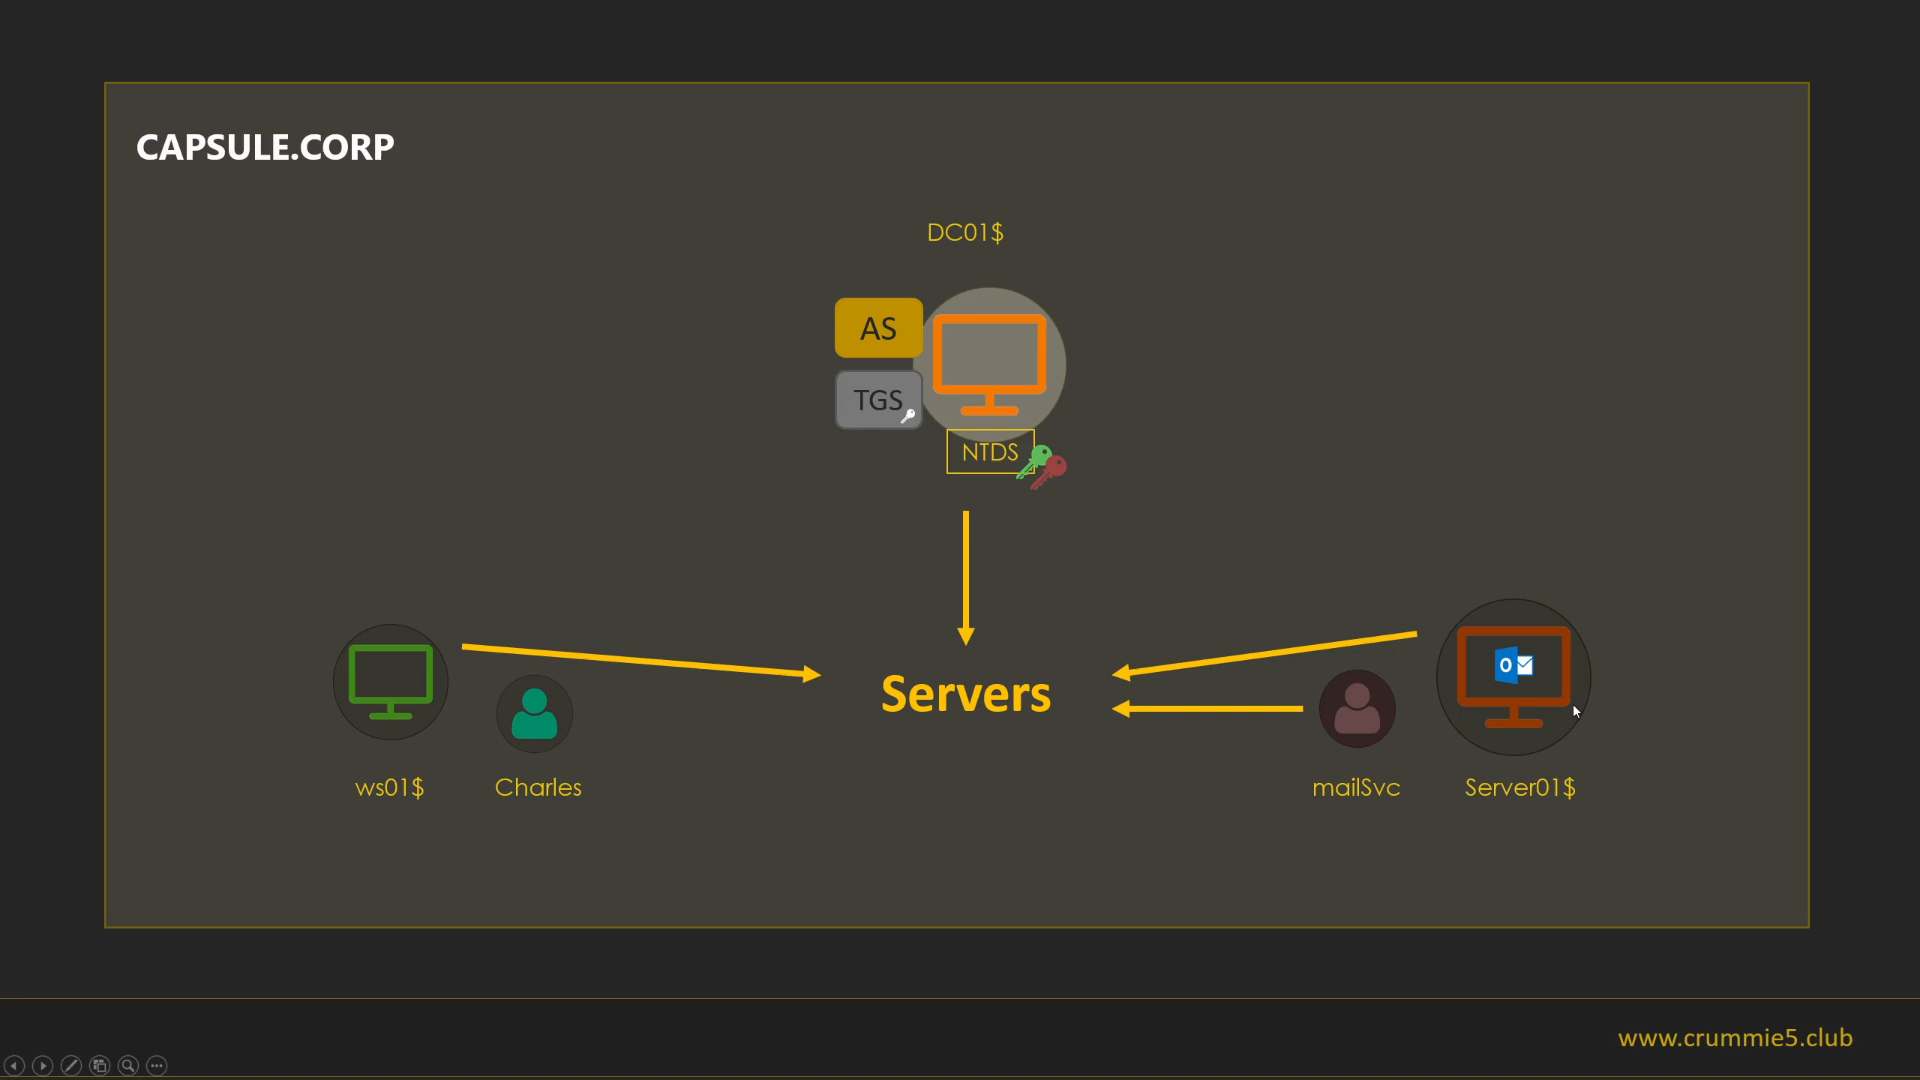 CAPSULE.CORP
DC01$
AS
TGS
NTDS
Servers
ws01$
Charles
mailSvc
Server01$
www.crummie5.club